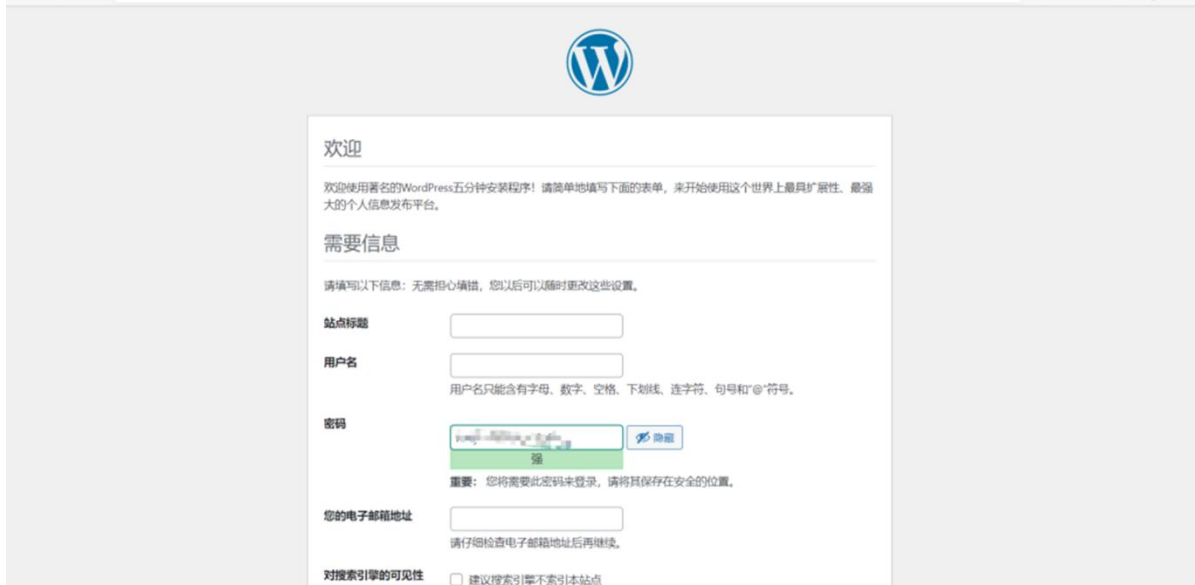 欢迎
欢迎使用著名的WordPress五分钟安装程序！请简单地填写下面的表单，来开始使用这个世界上最具扩展性、最强
大的个人信息发布平台。
需要信息
请填写以下信息：无需担心填错，您以后可以随时更改这些设置。
站点标题
用户名
用户名只能含有字母、数字、空格、下划线、连字符、句号和“@”符号。
密码
隐藏
强
重要： 您将需要此密码来登录，请将其保存在安全的位置。
您的电子邮箱地址
请仔细检查电子邮箱地址后再继续。
对搜索引擎的可见性 建议搜索引擎不索引本站点